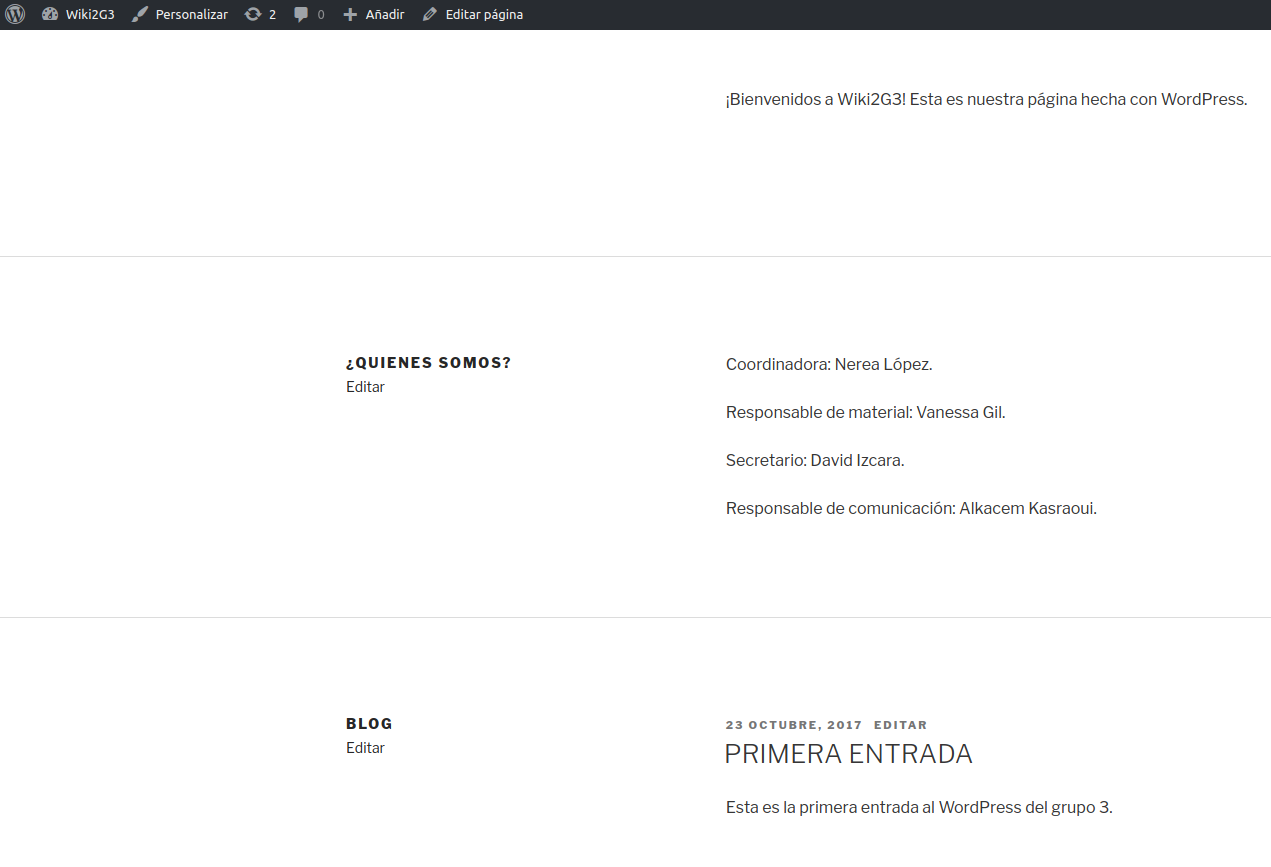 Wiki2G3 Personalizar 2 0 Añadir Editar página
¡Bienvenidos a Wiki2G3! Esta es nuestra página hecha con WordPress.
¿QUIENES SOMOS?
Editar
Coordinadora: Nerea López.
Responsable de material: Vanessa Gil.
Secretario: David Izcara.
Responsable de comunicación: Alkacem Kasraoui.
BLOG
Editar
23 OCTUBRE, 2017 EDITAR
PRIMERA ENTRADA
Esta es la primera entrada al WordPress del grupo 3.